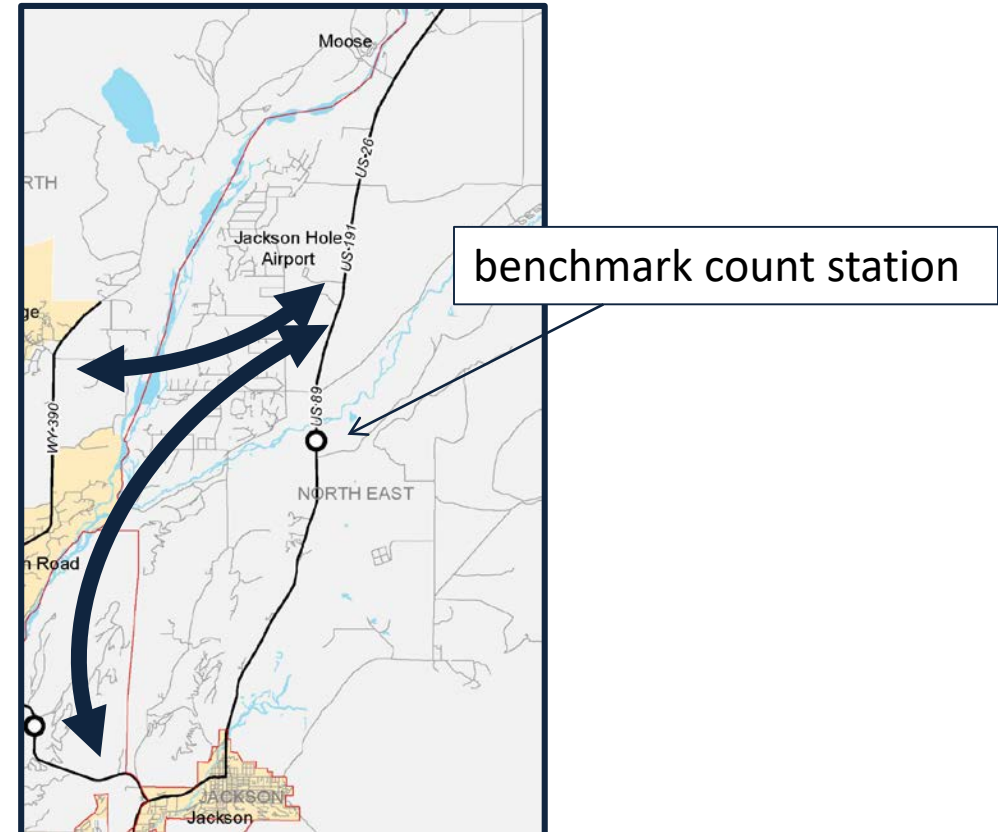 Moose
US-26
RTH
Jackson Hole
Airport
US-191
benchmark count station
ge
US-89
WY-390
NORTH EAST
n Road
JACKSON
Jackson